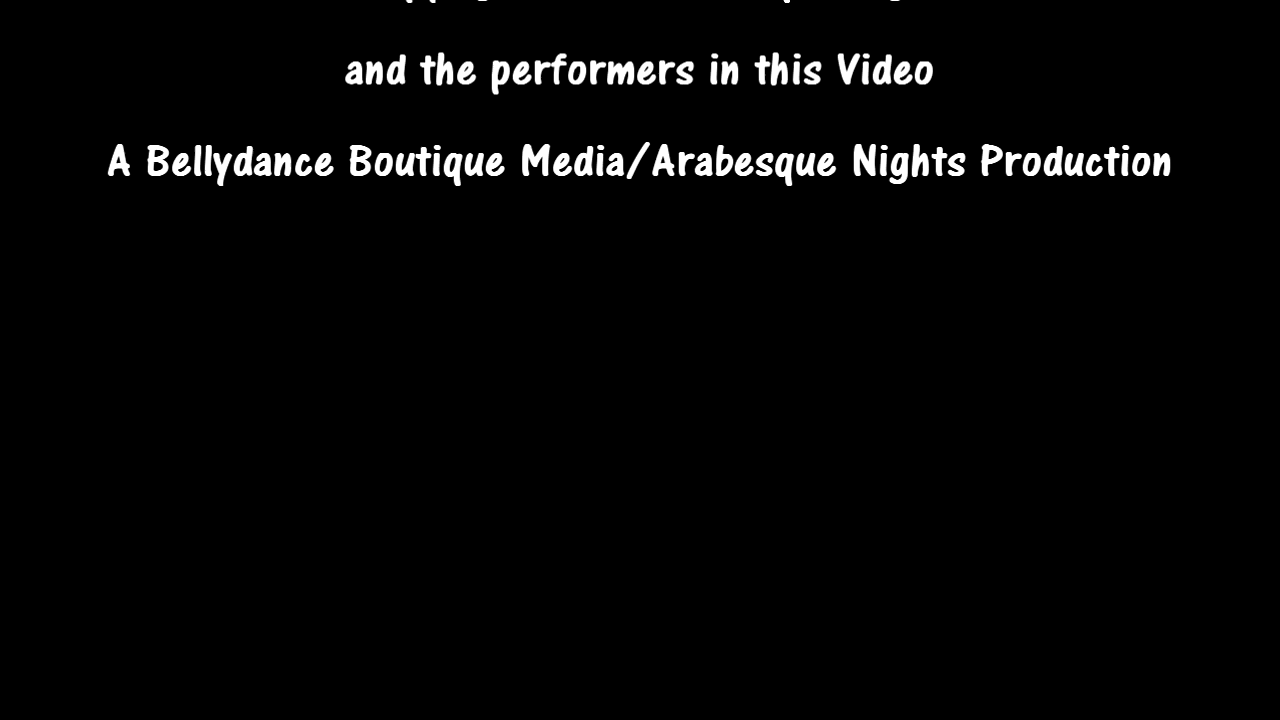 and the performers in this Video
A Bellydance Boutique Media/Arabesque Nights Production